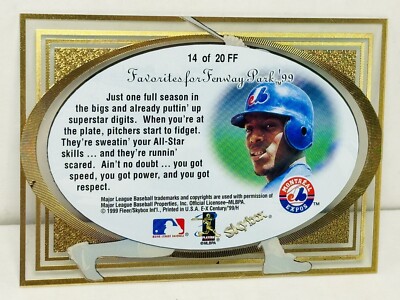 14 of 20 FF
Favorites for Fenway Park '99
Just one full season in
the bigs and already puttin' up
superstar digits. When you're at
the plate, pitchers start to fidget.
They're sweatin' your All-Star
skills ... and they're runnin'
scared. Ain't no doubt ... you got
speed, you got power, and you got
respect.
Major League Baseball trademarks and copyrights are used with permission of
Major League Baseball Properties, Inc. Official Licensee–MLBPA.
© 1999 Fleer/Skybox Int'l., Printed in U.S.A. E-X Century/'99/H
MONTREAL
EXPOS
Skybox
©MLBPA